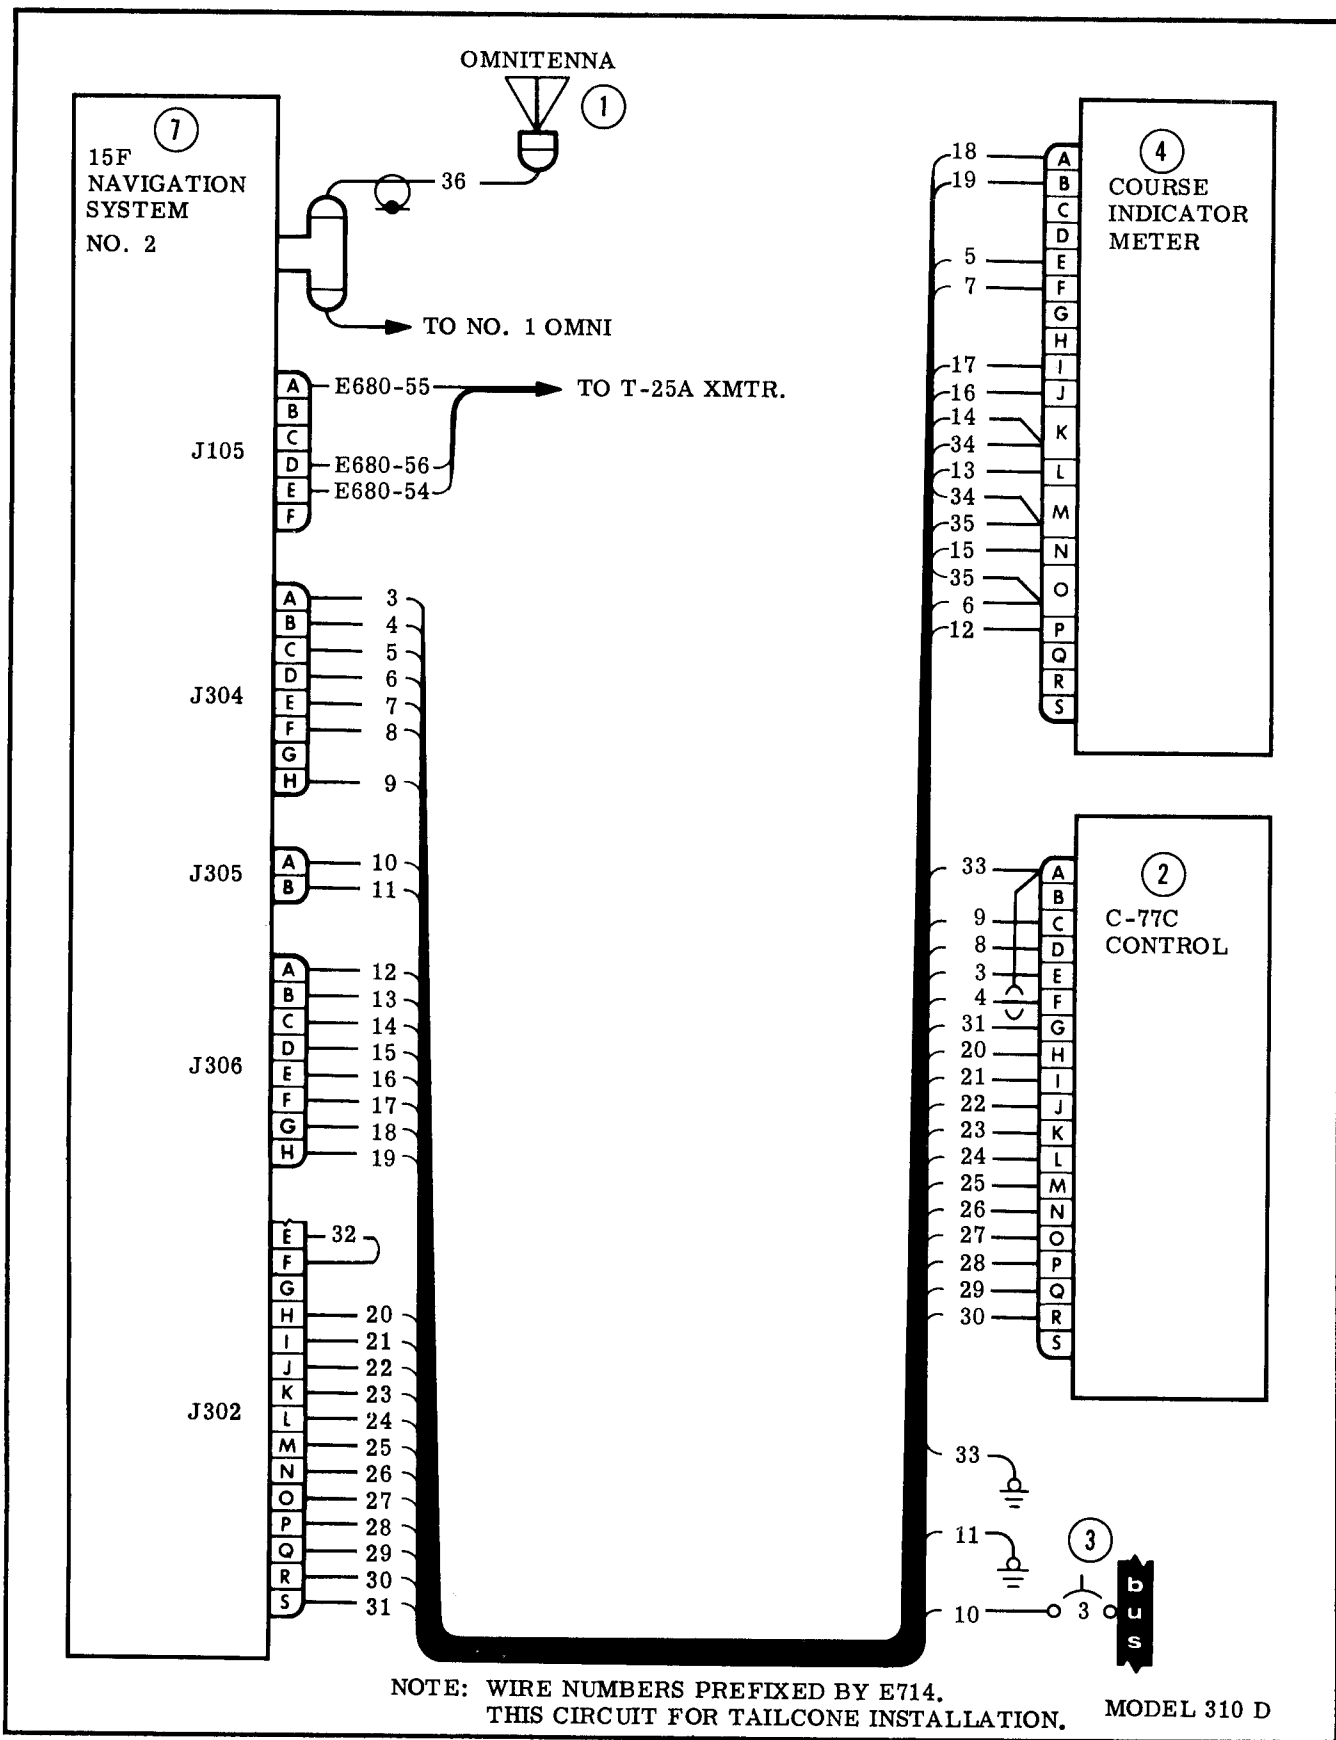 OMNITENNA
1
7
15F
NAVIGATION
SYSTEM
NO. 2
36
TO NO. 1 OMNI
J105
A E680-55
B
C
D E680-56
E E680-54
F
TO T-25A XMTR.
J304
A 3
B 4
C 5
D 6
E 7
F 8
G
H 9
J305
A 10
B 11
J306
A 12
B 13
C 14
D 15
E 16
F 17
G 18
H 19
J302
E 32
F
G
H 20
I 21
J 22
K 23
L 24
M 25
N 26
O 27
P 28
Q 29
R 30
S 31
4
COURSE
INDICATOR
METER
18 A
19 B
C
D
5 E
7 F
G
H
17 I
16 J
14
34 K
13 L
34
35 M
15 N
35
6 O
12 P
Q
R
S
2
C-77C
CONTROL
33 A
B
9 C
8 D
3 E
4 F
31 G
20 H
21 I
22 J
23 K
24 L
25 M
26 N
27 O
28 P
29 Q
30 R
S
33
11
3
10 3
bus
NOTE: WIRE NUMBERS PREFIXED BY E714.
THIS CIRCUIT FOR TAILCONE INSTALLATION.
MODEL 310 D